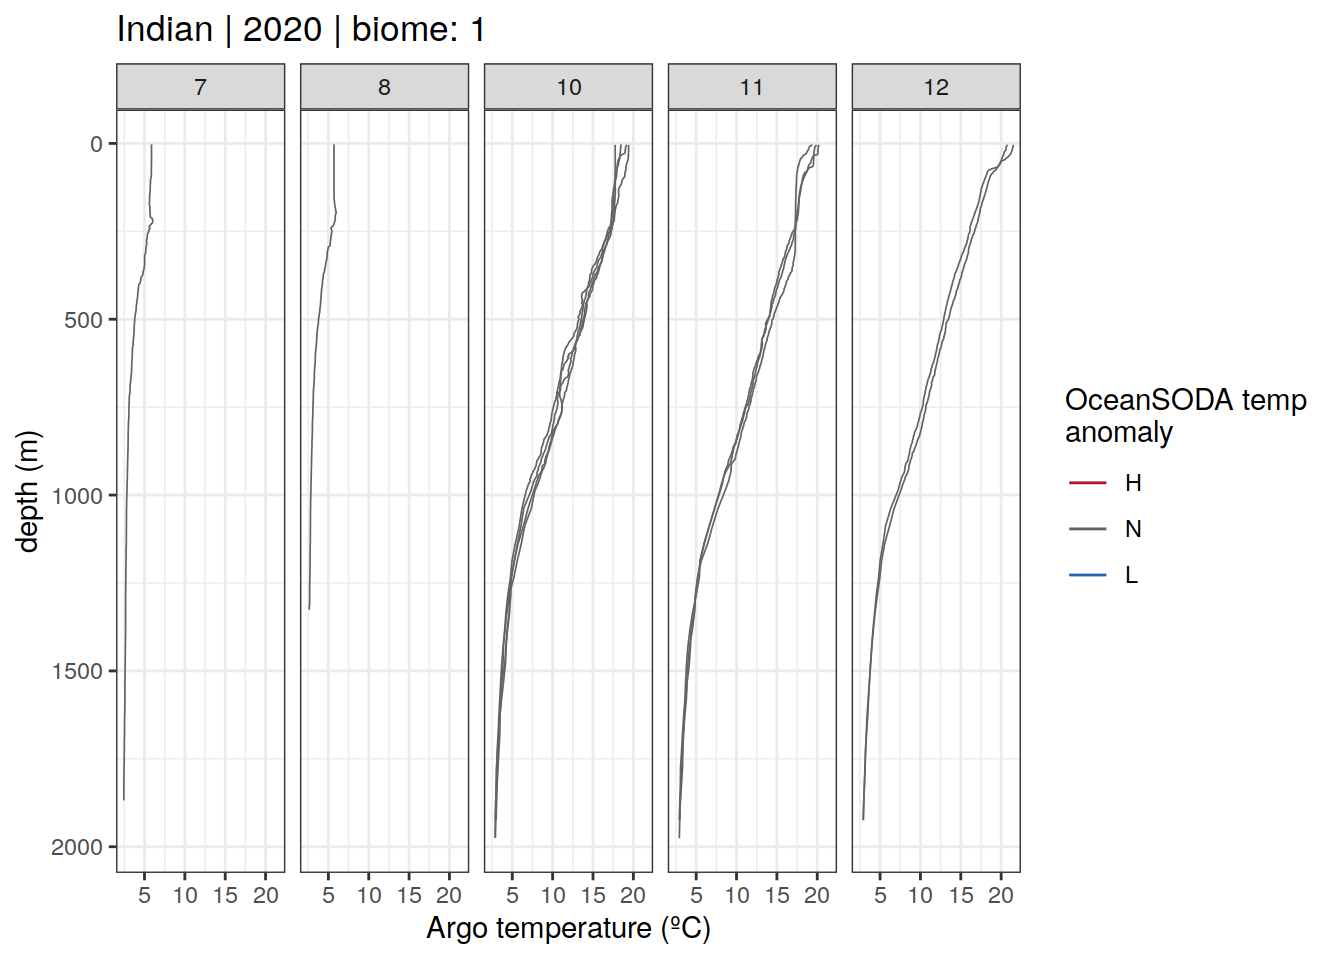 Indian | 2020 | biome: 1
7 8 10 11 12
0
500
1000
1500
2000
depth (m)
5 10 15 20 5 10 15 20 5 10 15 20 5 10 15 20 5 10 15 20
Argo temperature (ºC)
OceanSODA temp
anomaly
H
N
L